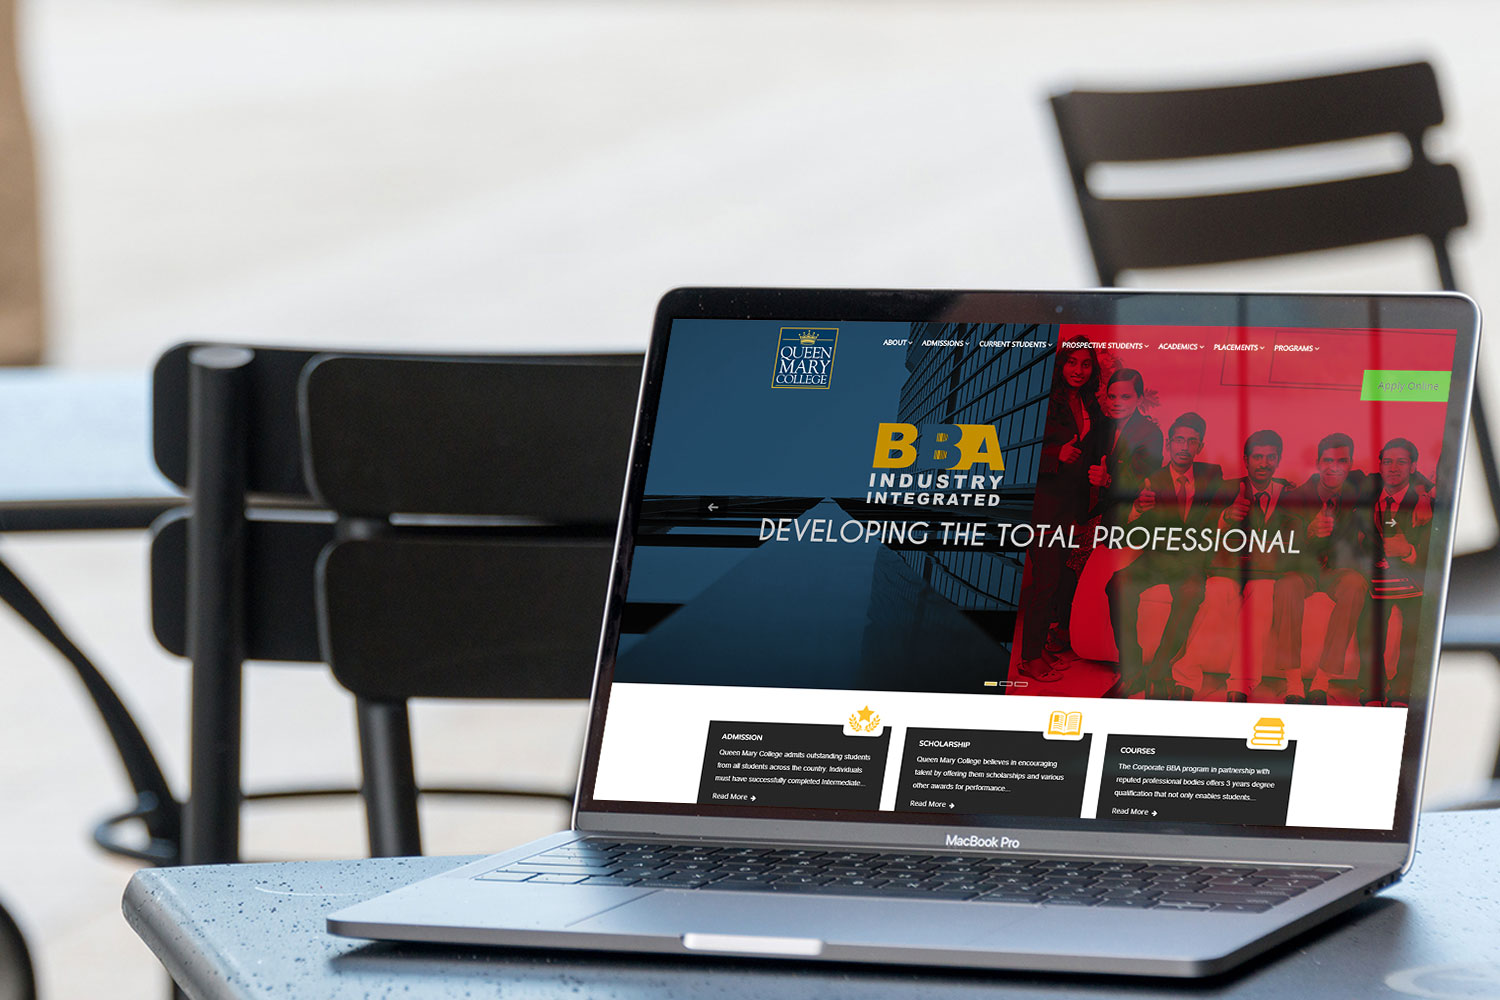 QUEEN
MARY
COLLEGE
ABOUT
ADMISSIONS
CURRENT STUDENTS
PROSPECTIVE STUDENTS
ACADEMICS
PLACEMENTS
PROGRAMS
Apply Online
BBA
INDUSTRY
INTEGRATED
DEVELOPING THE TOTAL PROFESSIONAL
ADMISSION
Queen Mary College admits outstanding students
from all students across the country. Individuals
must have successfully completed Intermediate...
Read More
SCHOLARSHIP
Queen Mary College believes in encouraging
talent by offering them scholarships and various
other awards for performance...
Read More
COURSES
The Corporate BBA program in partnership with
reputed professional bodies offers 3 years degree
qualification that not only enables students...
Read More
MacBook Pro